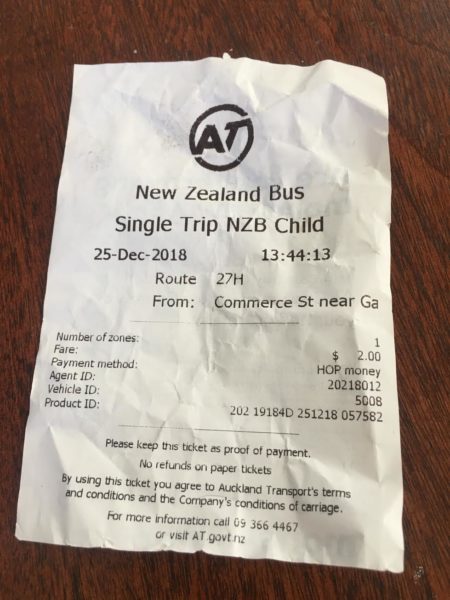 AT
New Zealand Bus
Single Trip NZB Child
25-Dec-2018 13:44:13
Route 27H
From: Commerce St near Ga
Number of zones: 1
Fare: $ 2.00
Payment method: HOP money
Agent ID: 20218012
Vehicle ID: 5008
Product ID: 202 19184D 251218 057582
Please keep this ticket as proof of payment.
No refunds on paper tickets
By using this ticket you agree to Auckland Transport's terms
and conditions and the Company's conditions of carriage.
For more information call 09 366 4467
or visit AT.govt.nz